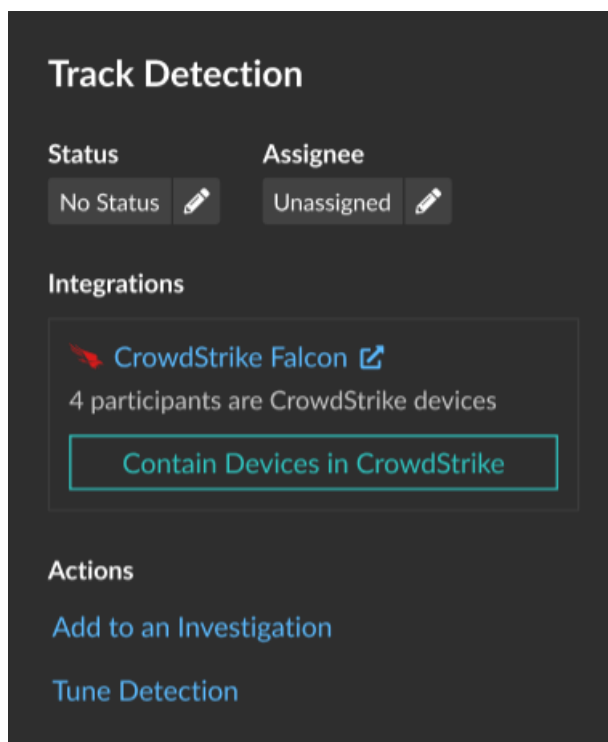 Track Detection
Status Assignee
No Status Unassigned
Integrations
CrowdStrike Falcon
4 participants are CrowdStrike devices
Contain Devices in CrowdStrike
Actions
Add to an Investigation
Tune Detection